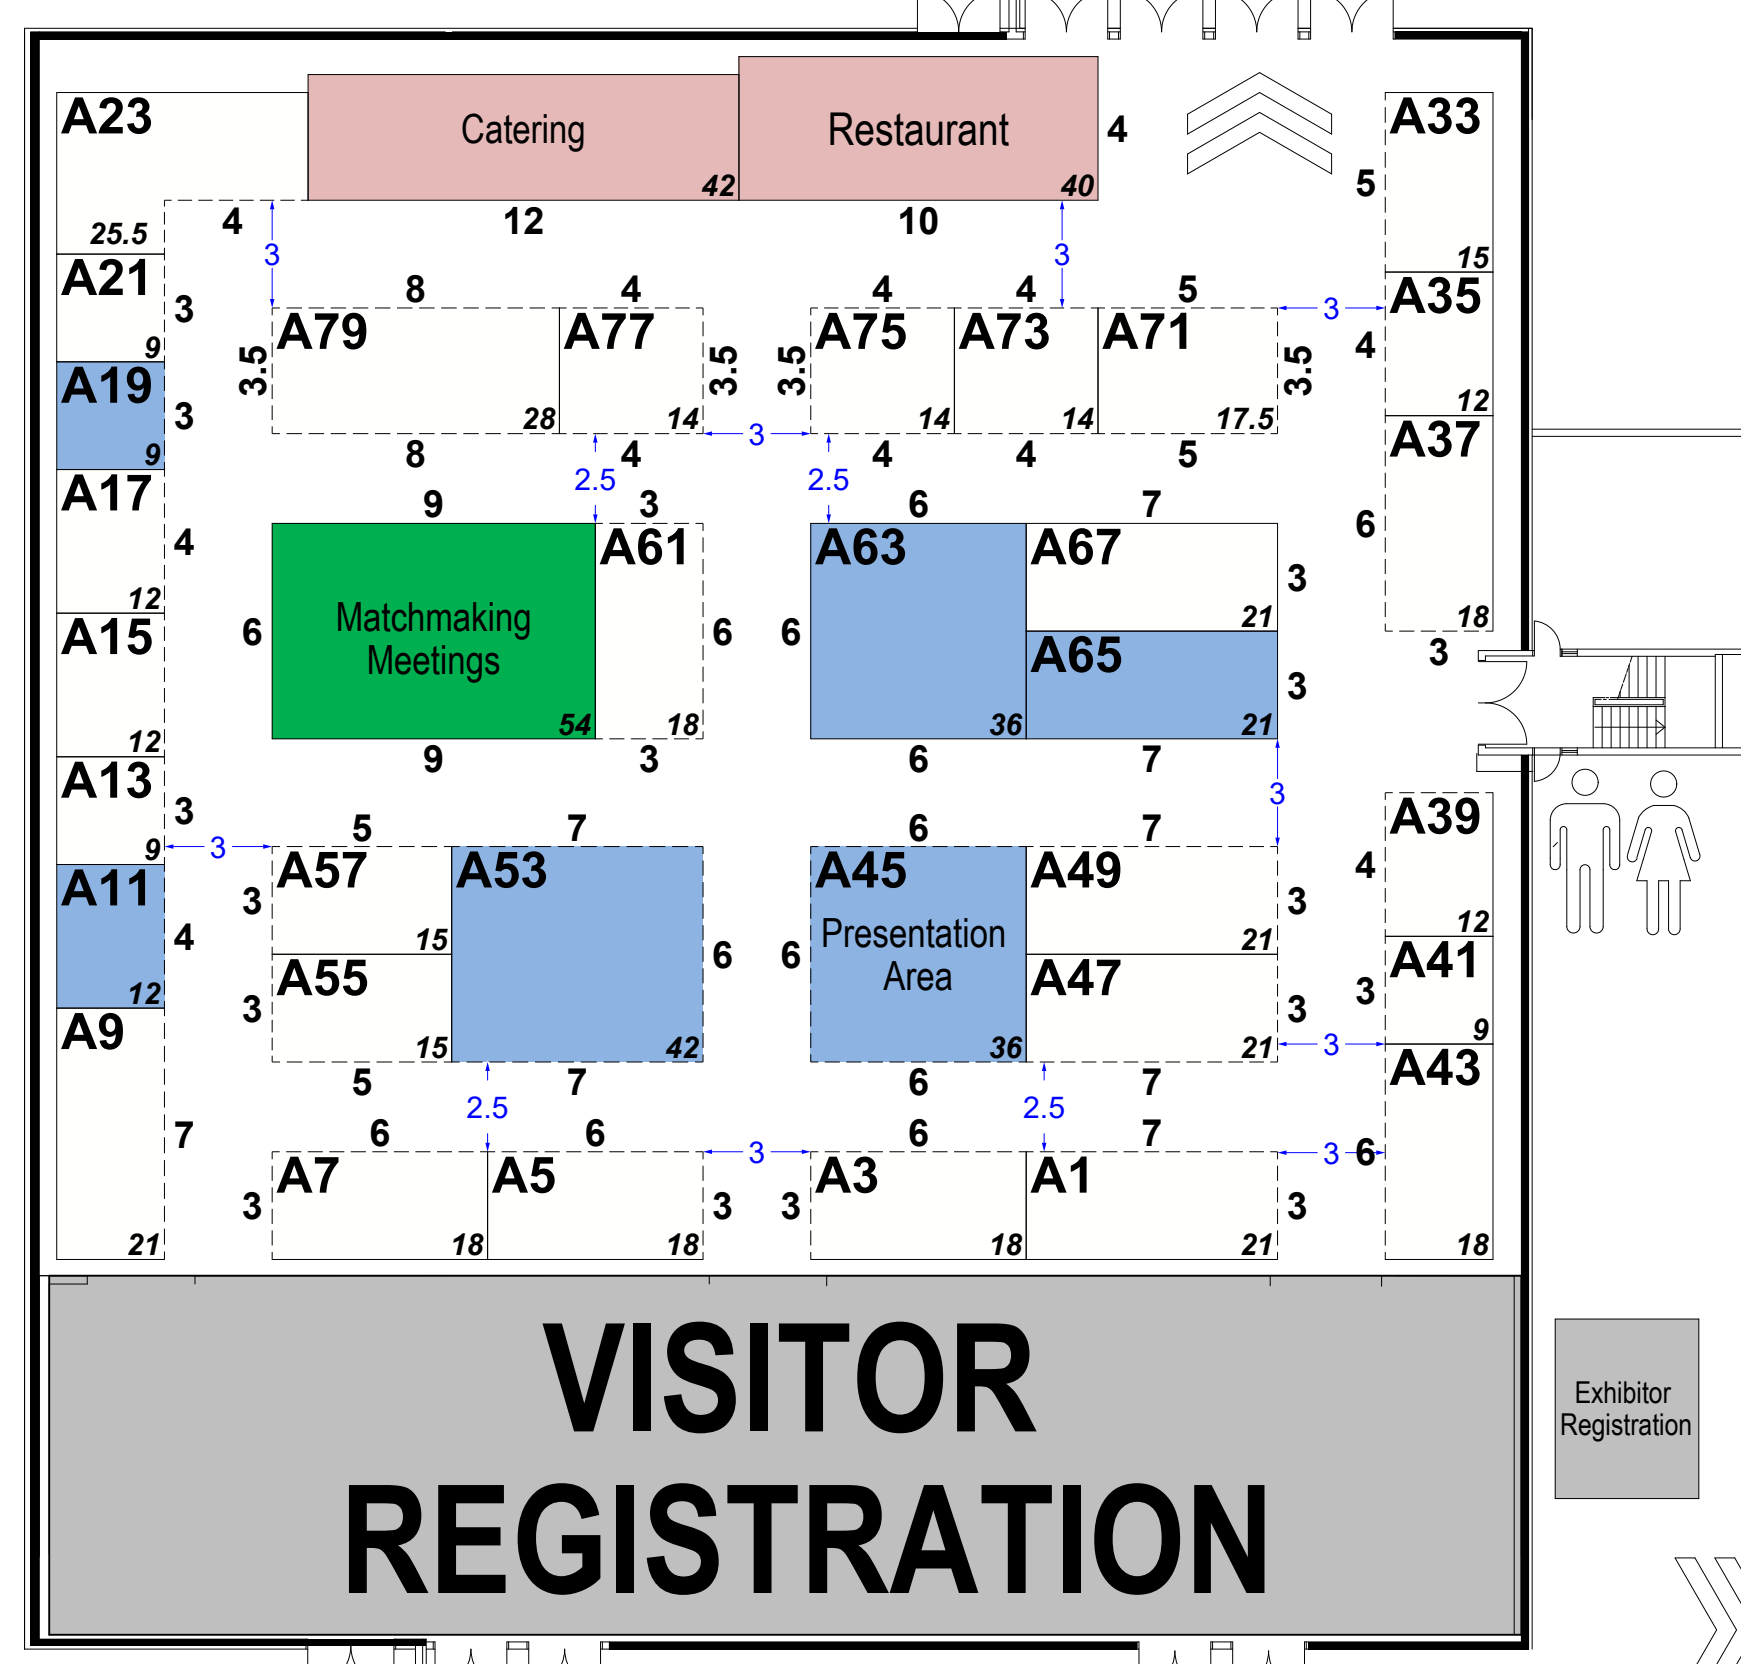 A23
Catering
Restaurant
4
A33
42
40
5
25.5
4
12
10
3
3
15
A21
3
9
8
4
4
4
5
3
A35
4
12
A79
A77
A75
A73
A71
3.5
3.5
3.5
3.5
28
14
14
14
17.5
A19
3
9
8
4
3
4
4
5
A37
6
18
3
2.5
2.5
A17
4
12
9
3
6
7
Matchmaking
Meetings
6
54
A61
6
18
A63
6
36
A67
3
21
A65
3
21
A15
12
9
3
6
7
3
A13
3
9
3
5
7
6
7
A39
4
12
A57
3
15
A53
6
42
A45
Presentation
Area
6
36
A49
3
21
A11
4
12
A55
3
15
A47
3
21
A41
3
9
3
5
7
6
7
2.5
2.5
A9
7
21
A43
6
18
6
6
3
6
7
3
A7
3
18
A5
3
18
A3
3
18
A1
3
21
VISITOR
REGISTRATION
Exhibitor
Registration